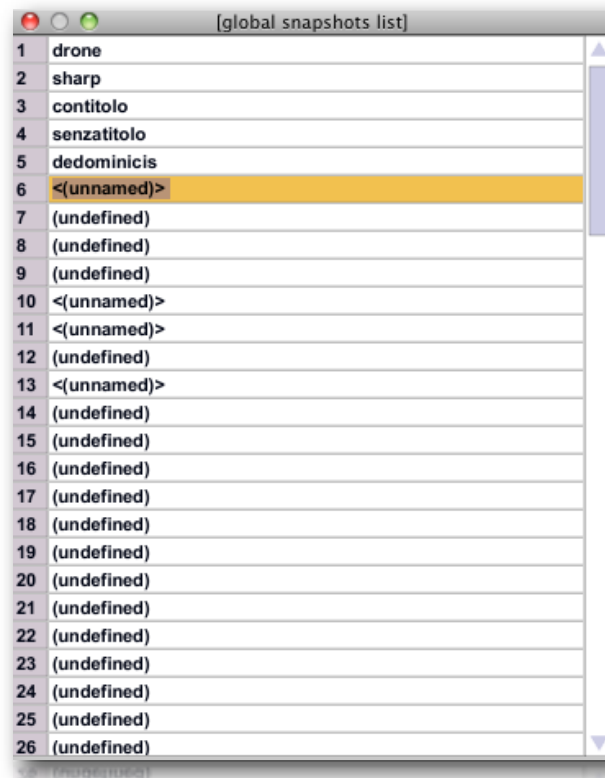 [global snapshots list]
1 drone
2 sharp
3 contitolo
4 senzatitolo
5 dedominicis
6 <(unnamed)>
7 (undefined)
8 (undefined)
9 (undefined)
10 <(unnamed)>
11 <(unnamed)>
12 (undefined)
13 <(unnamed)>
14 (undefined)
15 (undefined)
16 (undefined)
17 (undefined)
18 (undefined)
19 (undefined)
20 (undefined)
21 (undefined)
22 (undefined)
23 (undefined)
24 (undefined)
25 (undefined)
26 (undefined)